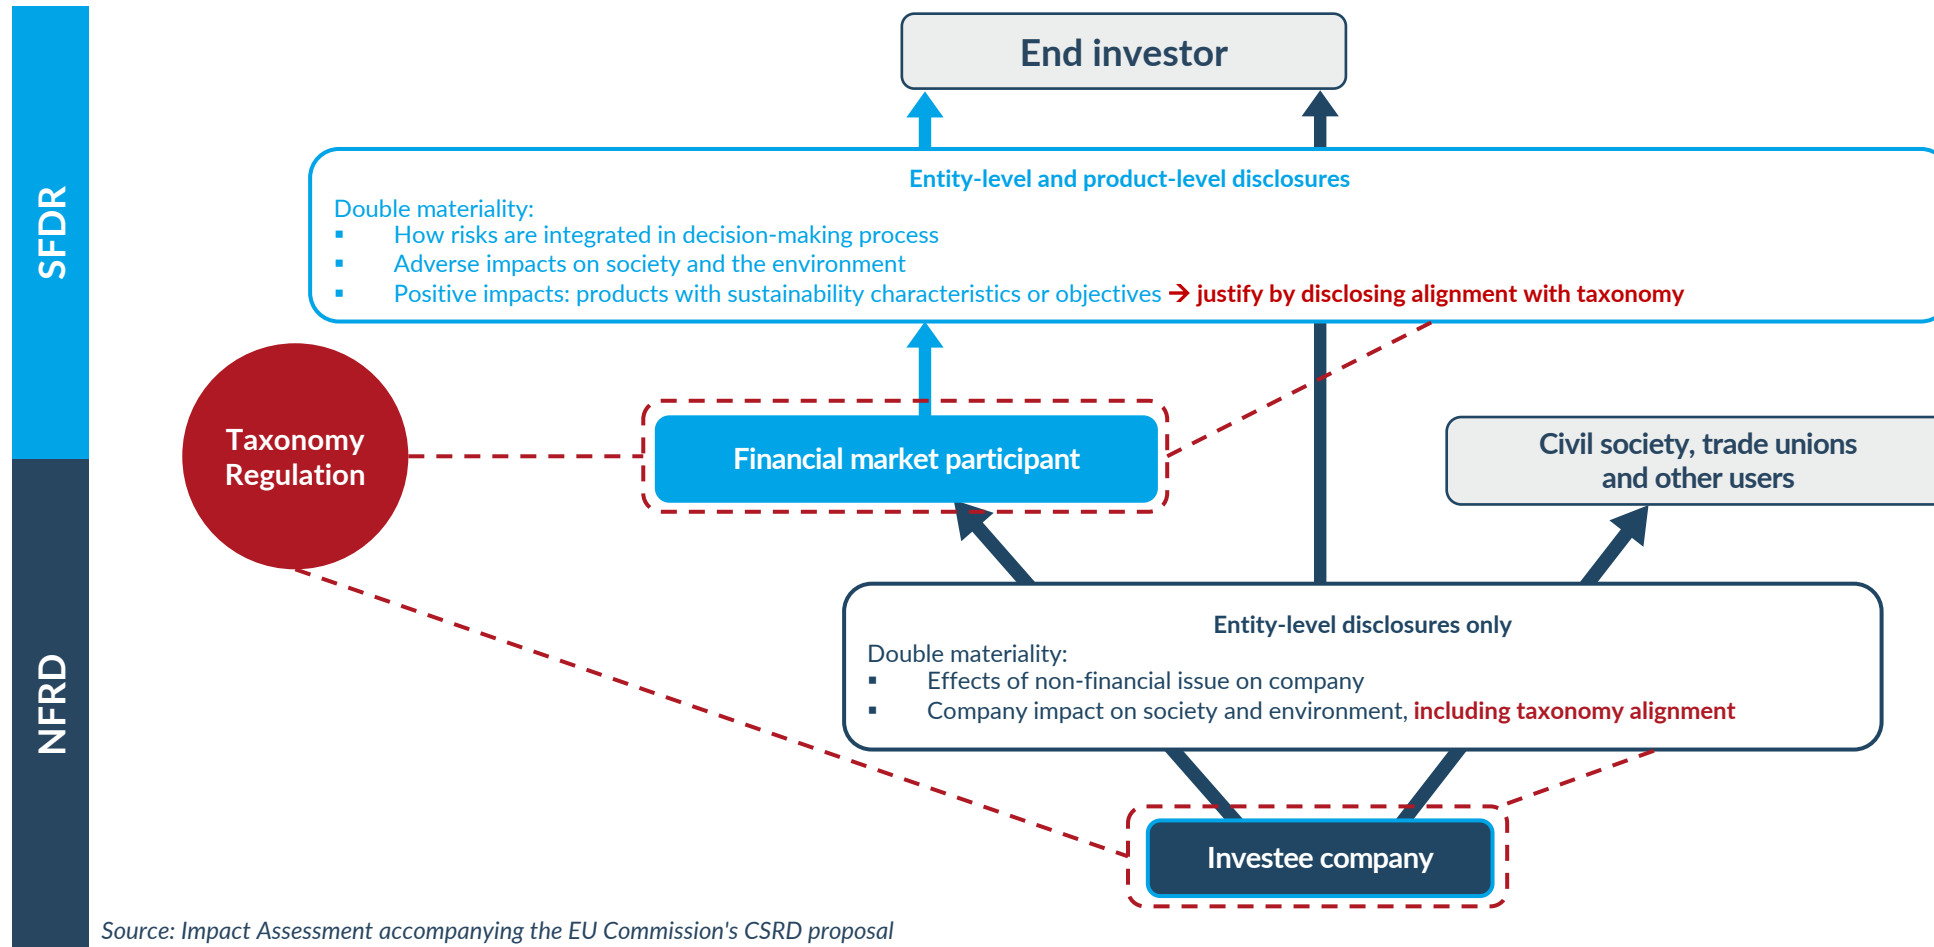 End investor
SFDR
Entity-level and product-level disclosures
Double materiality:
▪ How risks are integrated in decision-making process
▪ Adverse impacts on society and the environment
▪ Positive impacts: products with sustainability characteristics or objectives → justify by disclosing alignment with taxonomy
Taxonomy
Regulation
Financial market participant
Civil society, trade unions
and other users
NFRD
Entity-level disclosures only
Double materiality:
▪ Effects of non-financial issue on company
▪ Company impact on society and environment, including taxonomy alignment
Investee company
Source: Impact Assessment accompanying the EU Commission's CSRD proposal